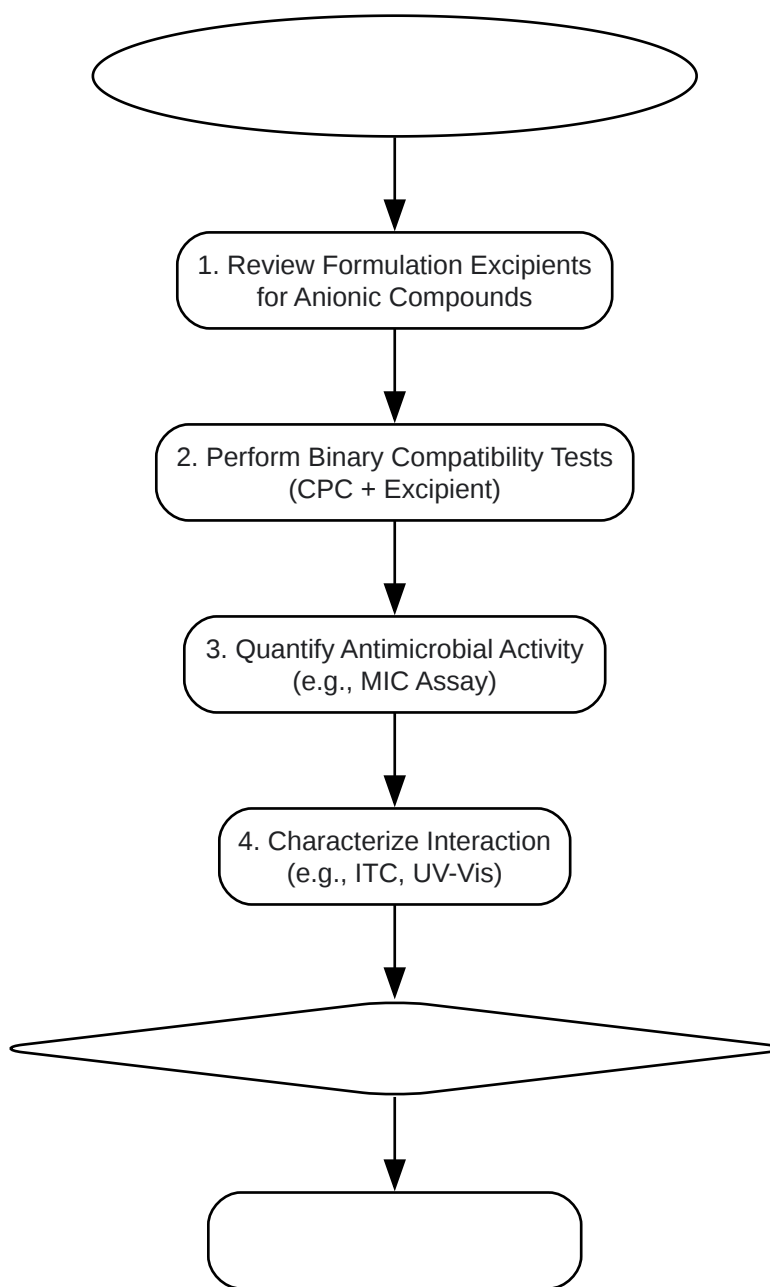 1. Review Formulation Excipients
for Anionic Compounds
2. Perform Binary Compatibility Tests
(CPC + Excipient)
3. Quantify Antimicrobial Activity
(e.g., MIC Assay)
4. Characterize Interaction
(e.g., ITC, UV-Vis)